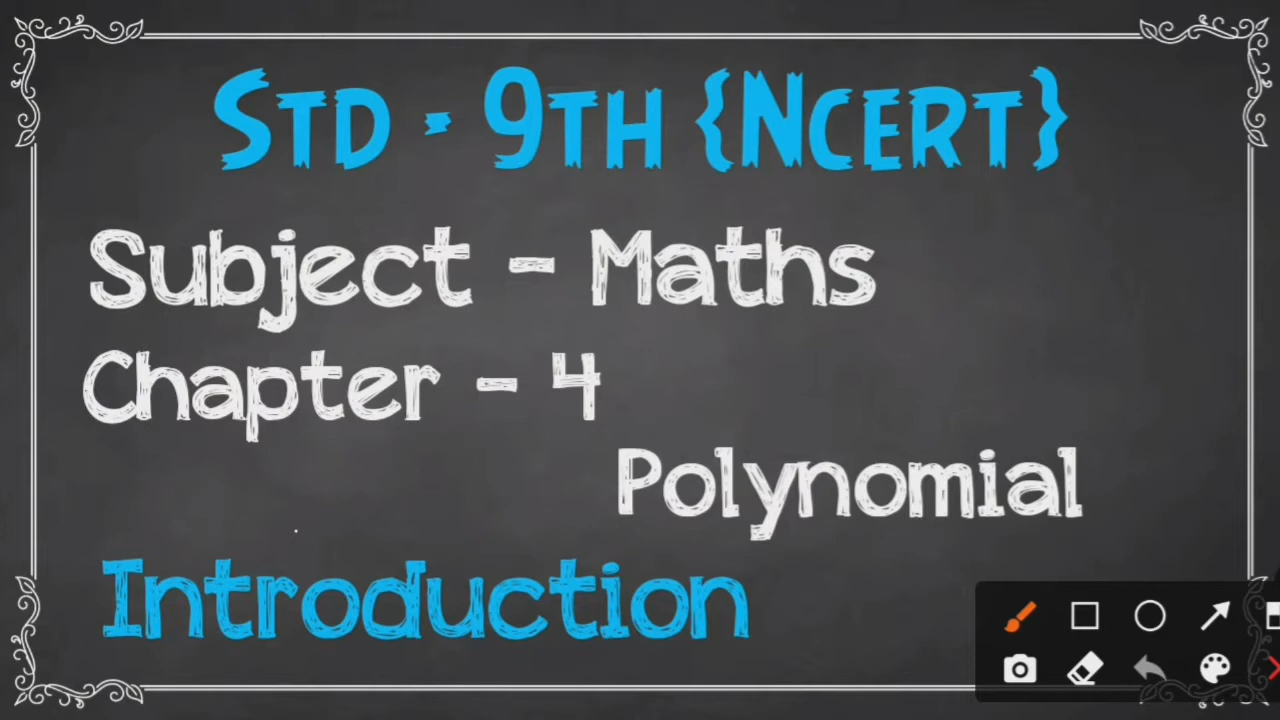 Std - 9th {Ncert}
Subject - Maths
Chapter - 4
Polynomial
Introduction